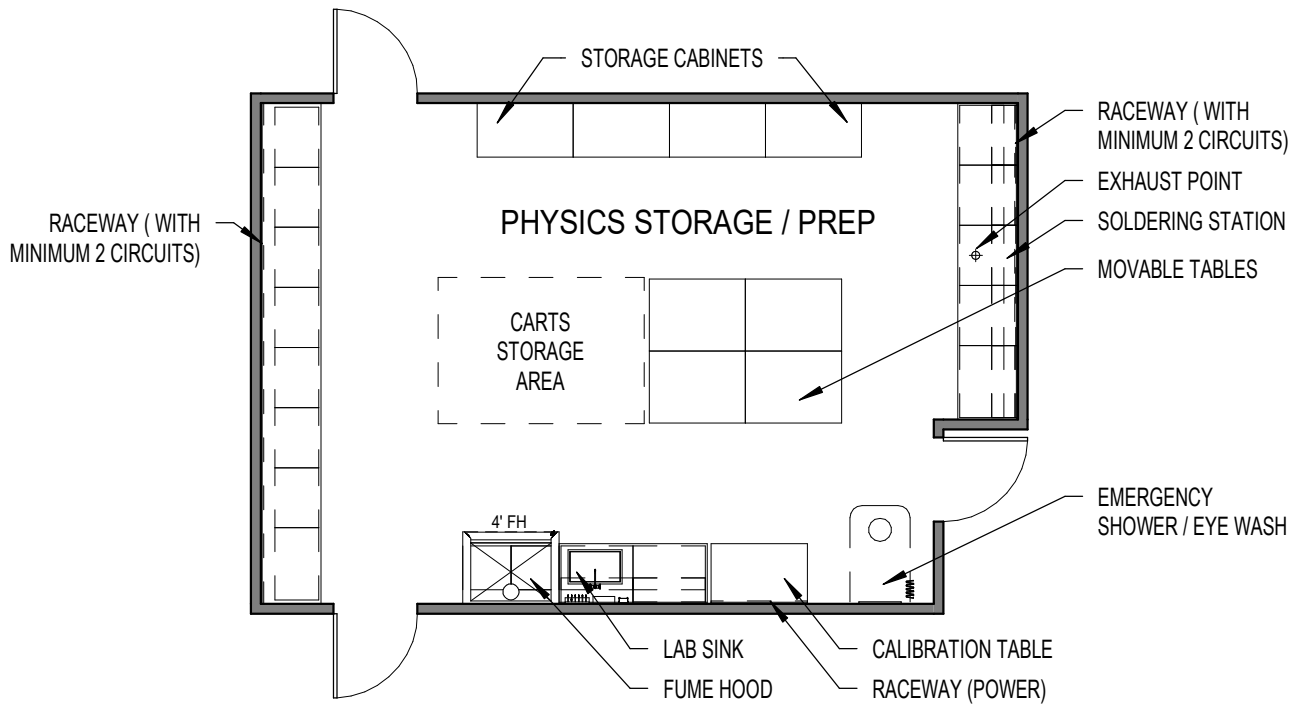 STORAGE CABINETS
RACEWAY ( WITH
MINIMUM 2 CIRCUITS)
EXHAUST POINT
SOLDERING STATION
MOVABLE TABLES
RACEWAY ( WITH
MINIMUM 2 CIRCUITS)
PHYSICS STORAGE / PREP
CARTS
STORAGE
AREA
4' FH
EMERGENCY
SHOWER / EYE WASH
LAB SINK
FUME HOOD
CALIBRATION TABLE
RACEWAY (POWER)